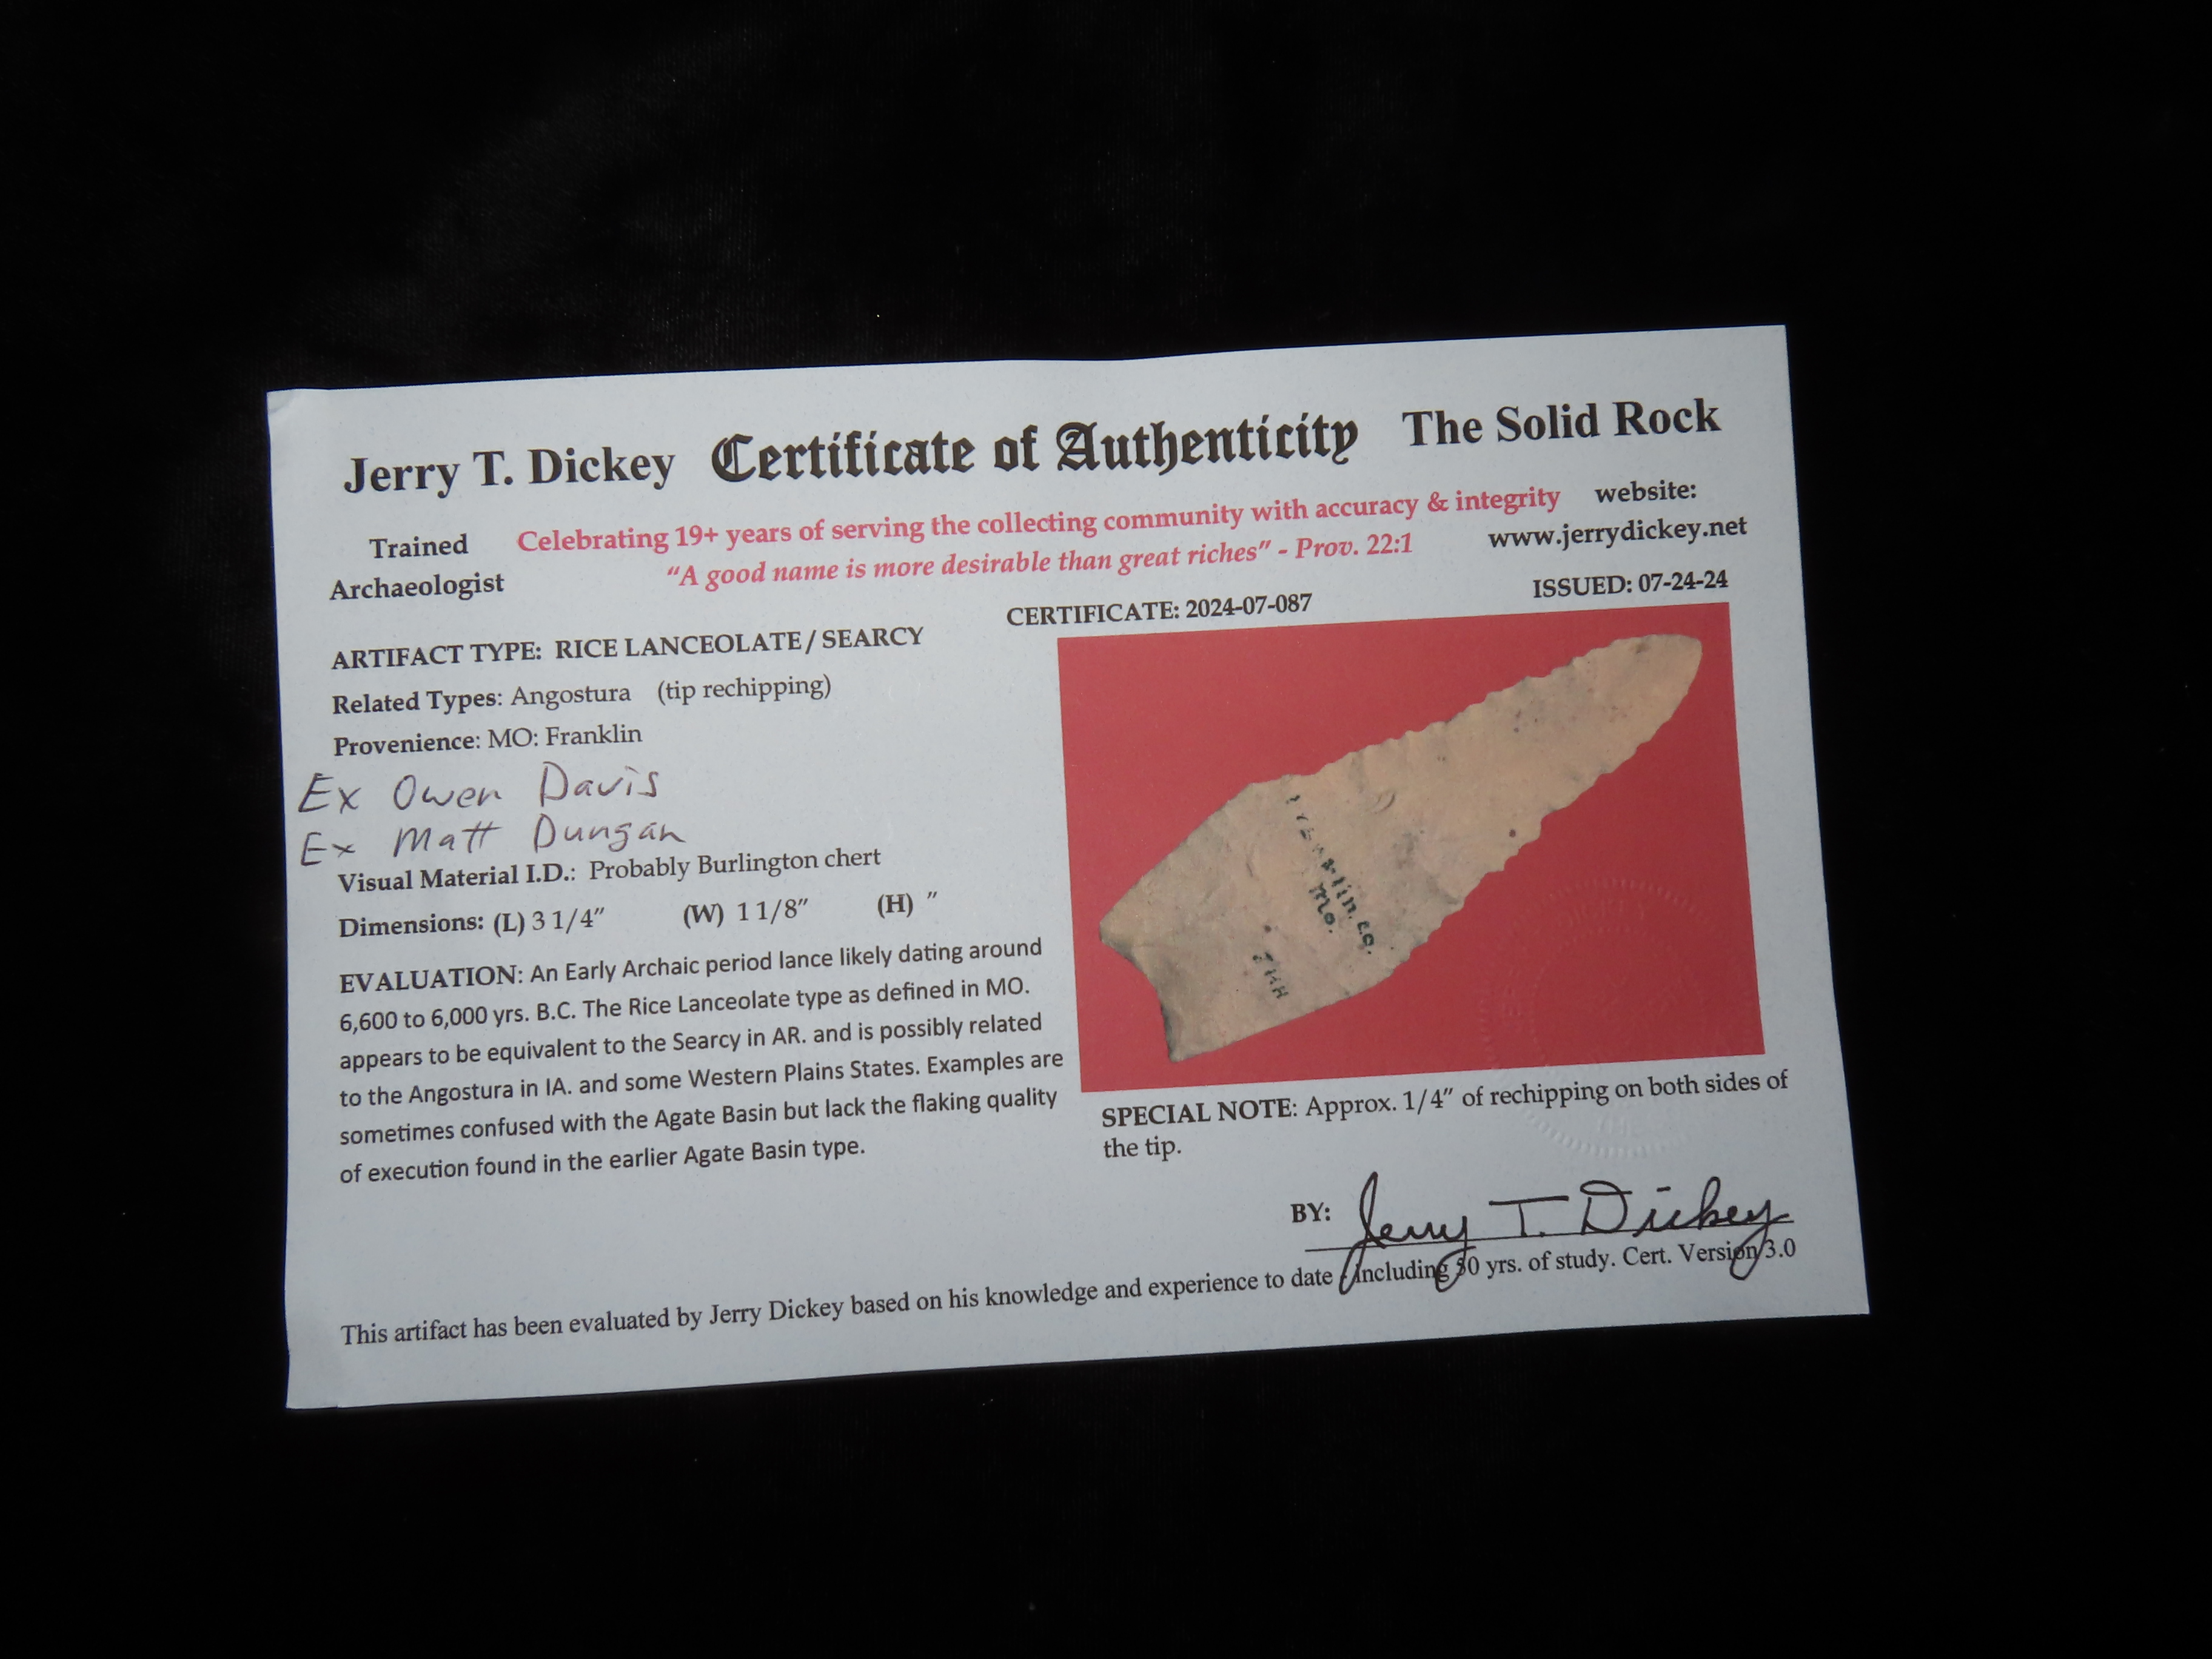 Jerry T. Dickey Certificate of Authenticity The Solid Rock
Trained
Archaeologist
Celebrating 19+ years of serving the collecting community with accuracy & integrity
"A good name is more desirable than great riches" - Prov. 22:1
website:
www.jerrydickey.net
CERTIFICATE: 2024-07-087
ISSUED: 07-24-24
ARTIFACT TYPE: RICE LANCEOLATE / SEARCY
Related Types: Angostura (tip rechipping)
Provenience: MO: Franklin
Ex Owen Davis
Ex Matt Dungan
Visual Material I.D.: Probably Burlington chert
Dimensions: (L) 3 1/4" (W) 1 1/8" (H) "
EVALUATION: An Early Archaic period lance likely dating around
6,600 to 6,000 yrs. B.C. The Rice Lanceolate type as defined in MO.
appears to be equivalent to the Searcy in AR. and is possibly related
to the Angostura in IA. and some Western Plains States. Examples are
sometimes confused with the Agate Basin but lack the flaking quality
of execution found in the earlier Agate Basin type.
Co.
Mo.
SPECIAL NOTE: Approx. 1/4" of rechipping on both sides of
the tip.
BY: Jerry T. Dickey
This artifact has been evaluated by Jerry Dickey based on his knowledge and experience to date - including 50 yrs. of study. Cert. Version 3.0